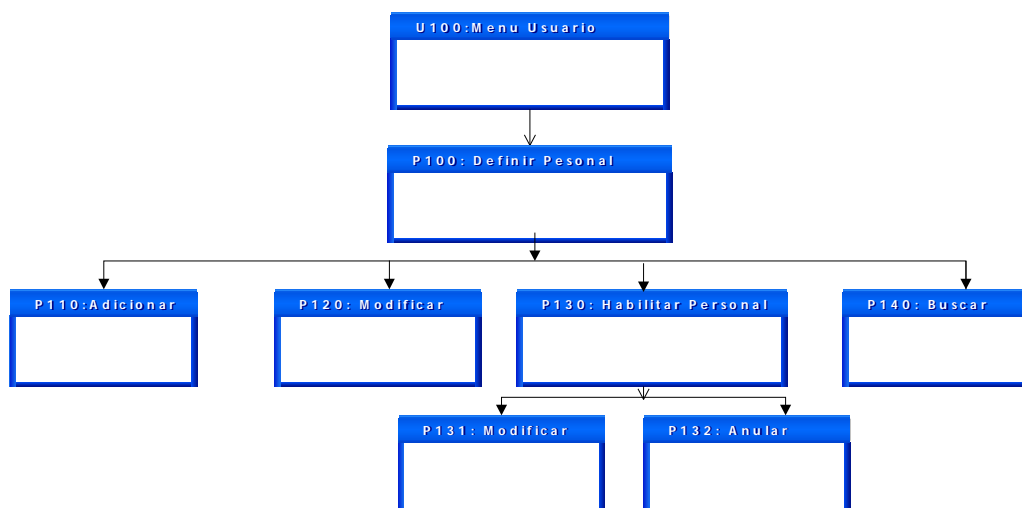 U100:Menu Usuario
P100: Definir Pesonal
P110:Adicionar
P120: Modificar
P130: Habilitar Personal
P140: Buscar
P131: Modificar
P132: Anular